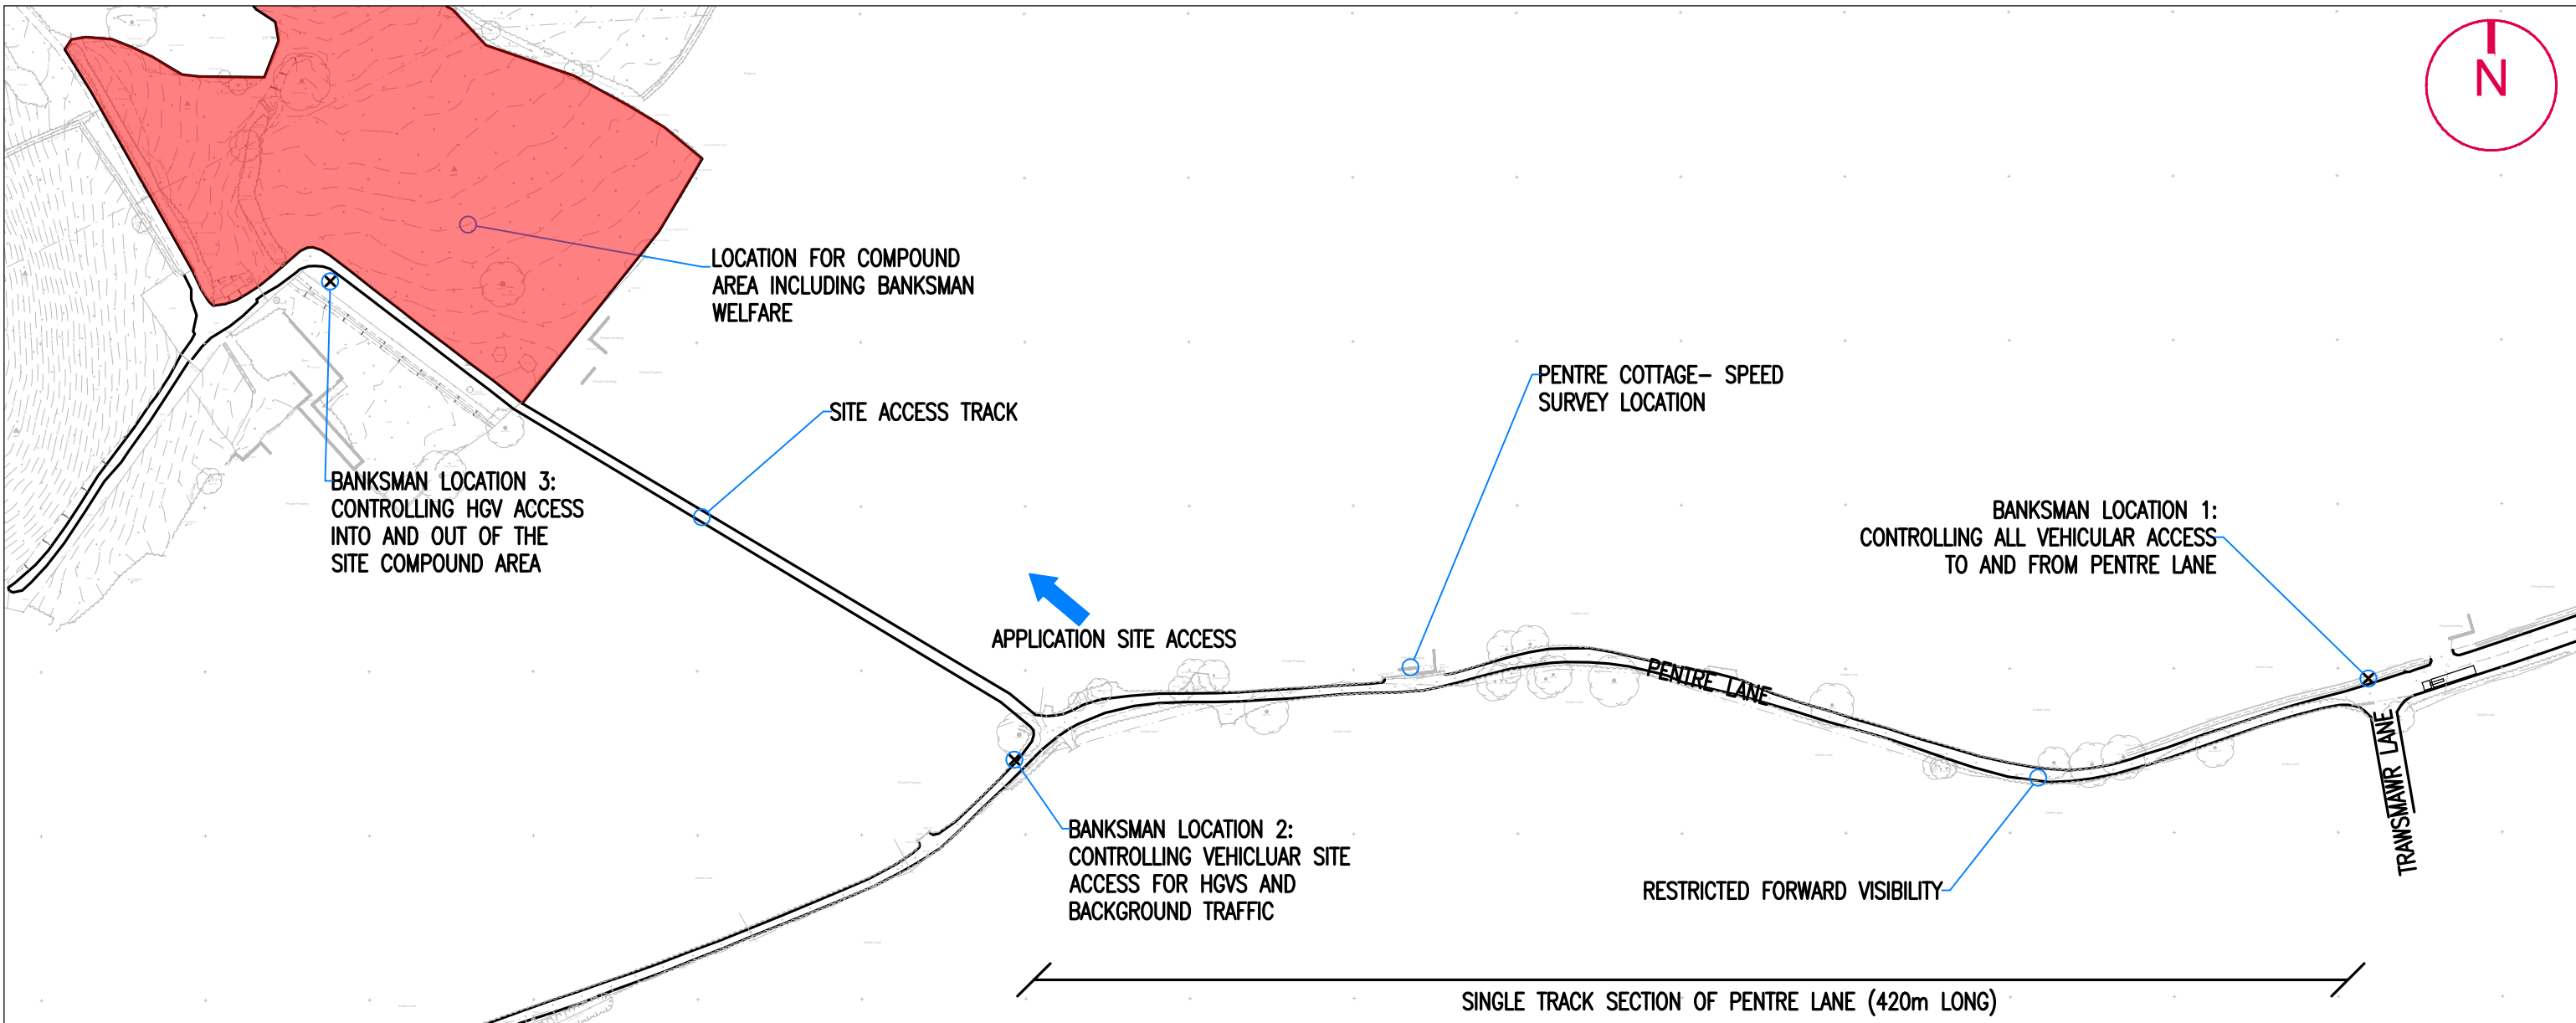 N
LOCATION FOR COMPOUND
AREA INCLUDING BANKSMAN
WELFARE
PENTRE COTTAGE- SPEED
SURVEY LOCATION
SITE ACCESS TRACK
BANKSMAN LOCATION 3:
CONTROLLING HGV ACCESS
INTO AND OUT OF THE
SITE COMPOUND AREA
BANKSMAN LOCATION 1:
CONTROLLING ALL VEHICULAR ACCESS
TO AND FROM PENTRE LANE
APPLICATION SITE ACCESS
PENTRE LANE
TRAWSMAWR LANE
BANKSMAN LOCATION 2:
CONTROLLING VEHICLUAR SITE
ACCESS FOR HGVS AND
BACKGROUND TRAFFIC
RESTRICTED FORWARD VISIBILITY
SINGLE TRACK SECTION OF PENTRE LANE (420m LONG)